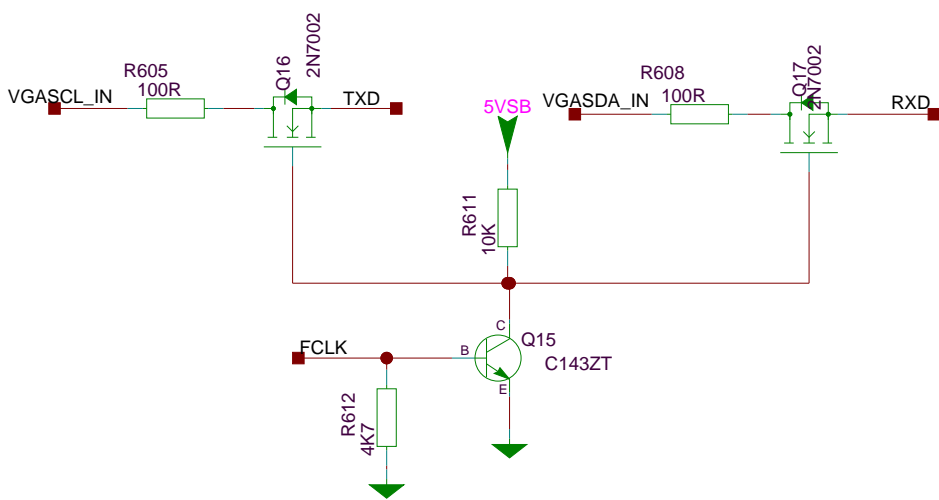 R605
100R
VGASCL_IN
Q16
2N7002
TXD
5VSB
R608
100R
VGASDA_IN
Q17
2N7002
RXD
R611
10K
FCLK
B
C
E
Q15
C143ZT
R612
4K7